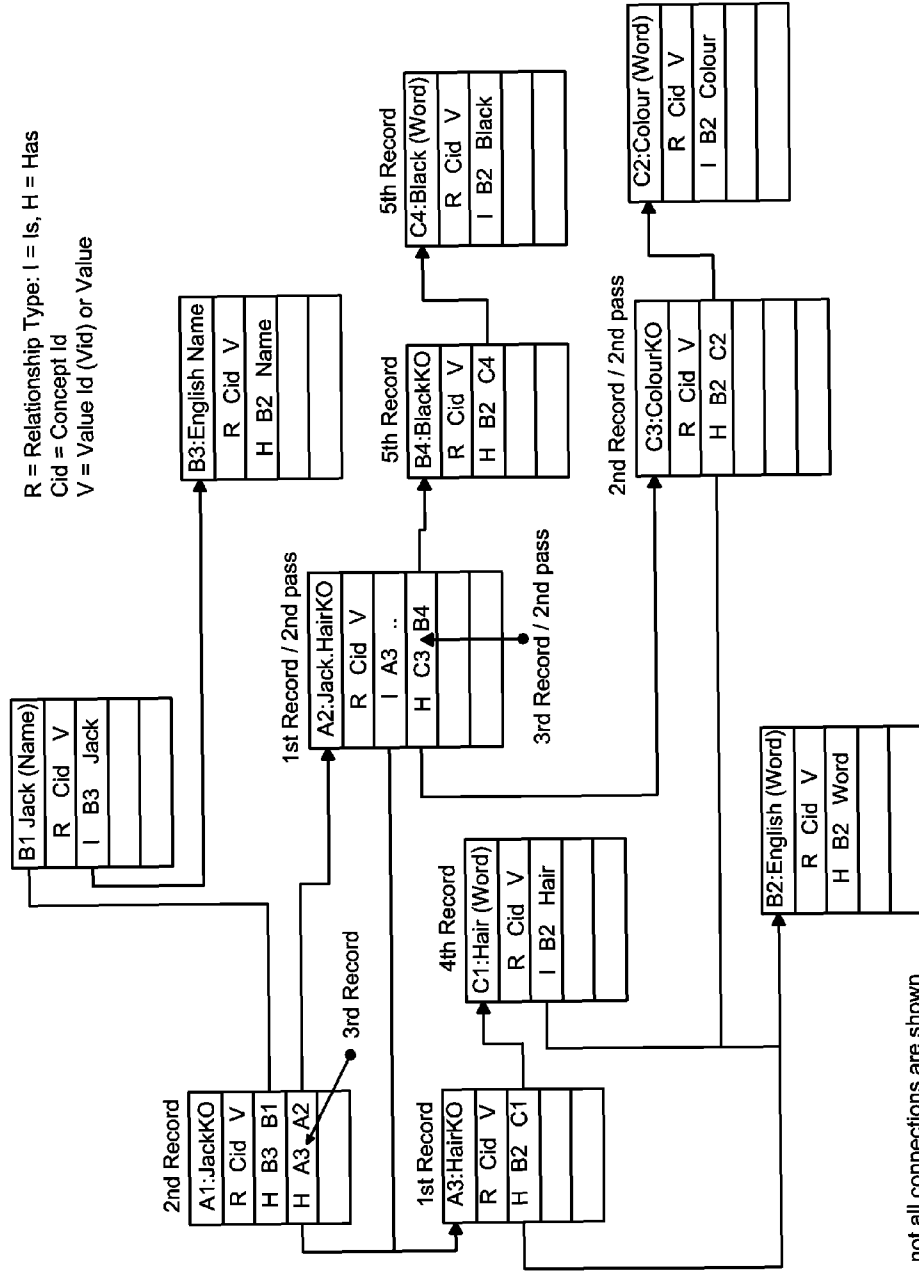 R = Relationship Type: I = Is, H = Has
Cid = Concept Id
V = Value Id (Vid) or Value
B1 Jack (Name)
R Cid V
I B3 Jack
B3:English Name
R Cid V
H B2 Name
2nd Record
A1:JackKO
R Cid V
H B3 B1
H A3 A2
3rd Record
1st Record / 2nd pass
A2:Jack.HairKO
R Cid V
I A3 ..
H C3 B4
3rd Record / 2nd pass
5th Record
B4:BlackKO
R Cid V
H B2 C4
5th Record
C4:Black (Word)
R Cid V
I B2 Black
1st Record
A3:HairKO
R Cid V
H B2 C1
4th Record
C1:Hair (Word)
R Cid V
I B2 Hair
2nd Record / 2nd pass
C3:ColourKO
R Cid V
H B2 C2
C2:Colour (Word)
R Cid V
I B2 Colour
B2:English (Word)
R Cid V
H B2 Word
not all connections are shown